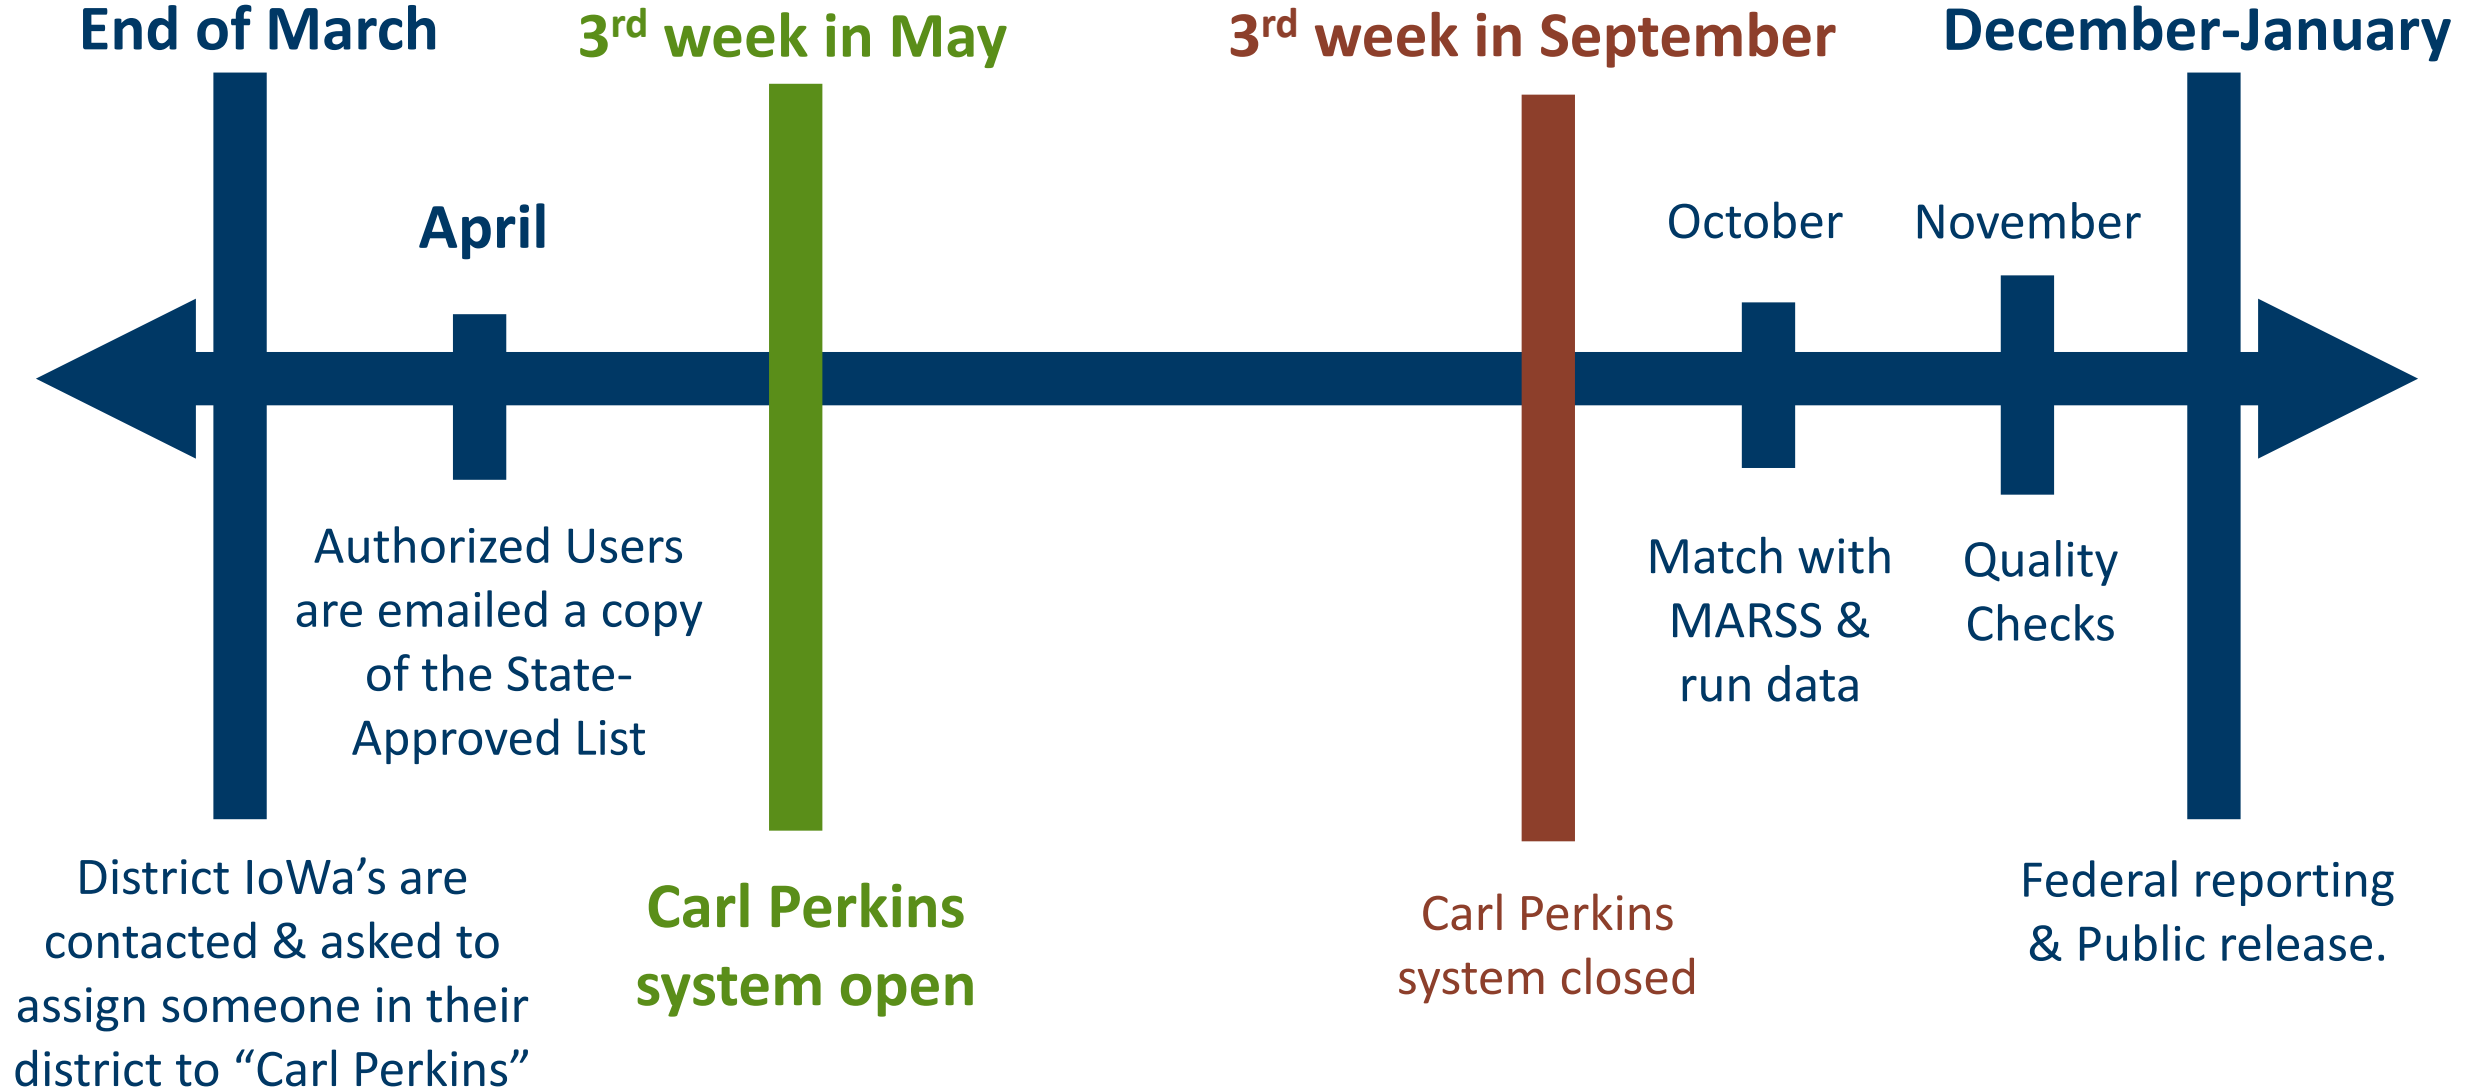 End of March
3rd week in May
3rd week in September
December-January
April
October
November
Authorized Users
are emailed a copy
of the State-
Approved List
Match with
MARSS &
run data
Quality
Checks
District IoWa’s are
contacted & asked to
assign someone in their
district to “Carl Perkins”
Carl Perkins
system open
Carl Perkins
system closed
Federal reporting
& Public release.